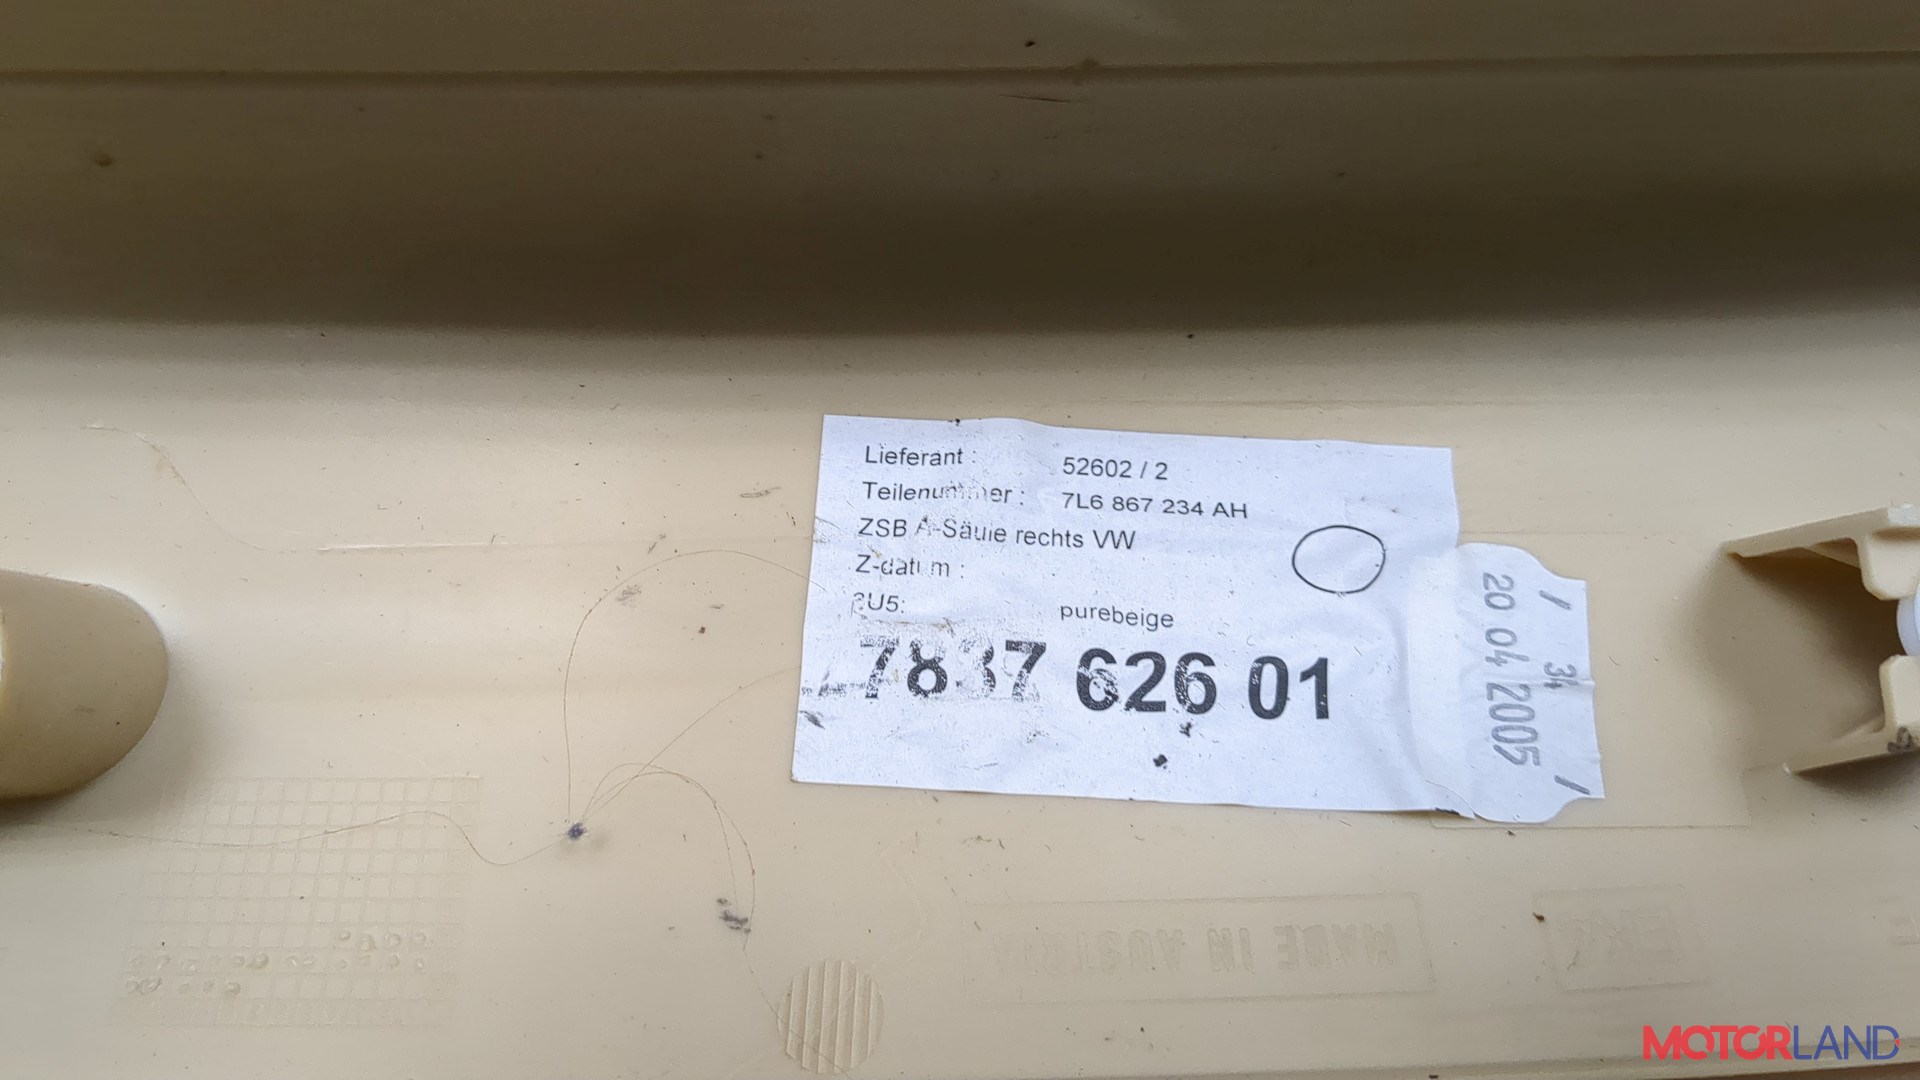 Lieferant : 52602 / 2
Teilenummer : 7L6 867 234 AH
ZSB A-Säule rechts VW
Z-datum :
purebeige
7837 626 01
/ 34 /
20 04 2005
MADE IN AUSTRIA
MOTORLAND